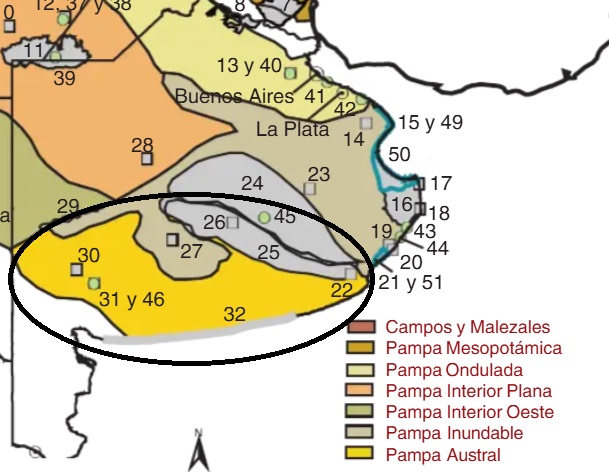 0
12, 37 y 38
8
7
11
39
13 y 40
Buenos Aires
41
42
La Plata
15 y 49
14
28
50
23
24
17
16
18
29
a
26
45
19
43
44
27
25
20
30
22
21 y 51
31 y 46
32
Campos y Malezales
Pampa Mesopotámica
Pampa Ondulada
Pampa Interior Plana
Pampa Interior Oeste
Pampa Inundable
Pampa Austral
N